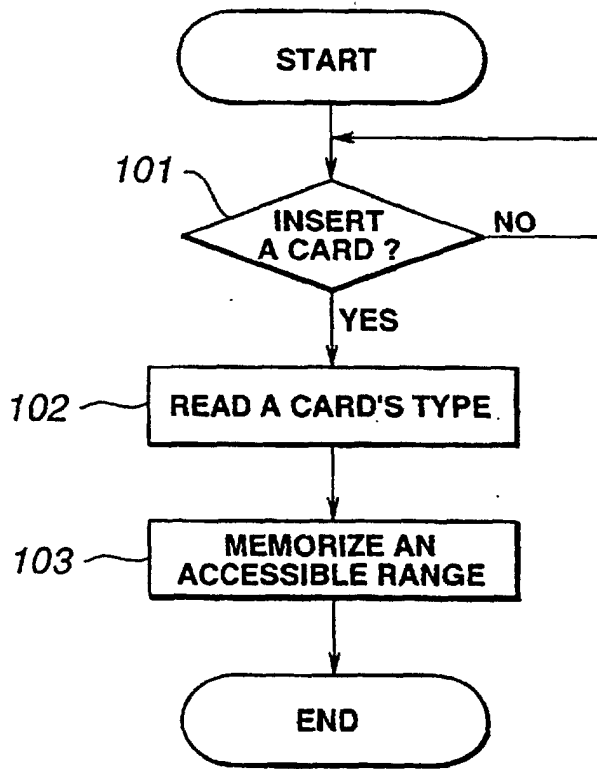 START
101
INSERT
A CARD ?
NO
YES
102
READ A CARD'S TYPE
103
MEMORIZE AN
ACCESSIBLE RANGE
END